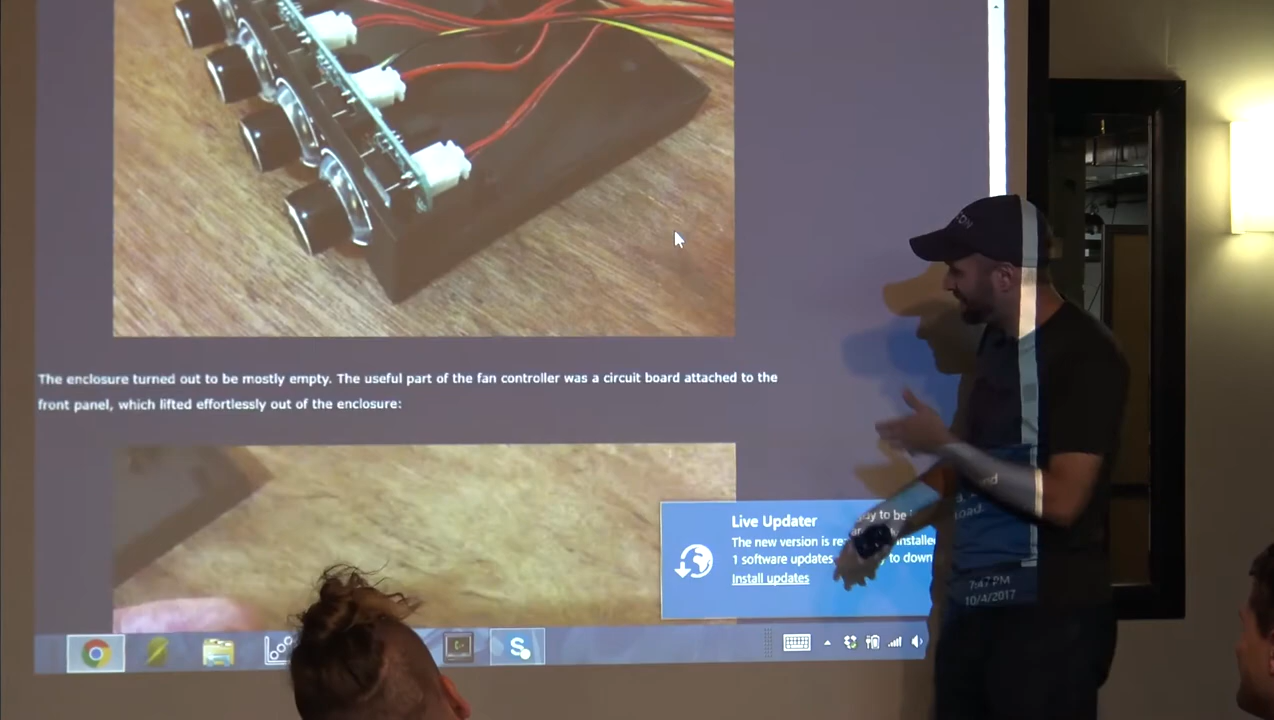 The enclosure turned out to be mostly empty. The useful part of the fan controller was a circuit board attached to the
front panel, which lifted effortlessly out of the enclosure:
Live Updater
The new version is
1 software updates to down
Install updates
7:47 PM
10/4/2017